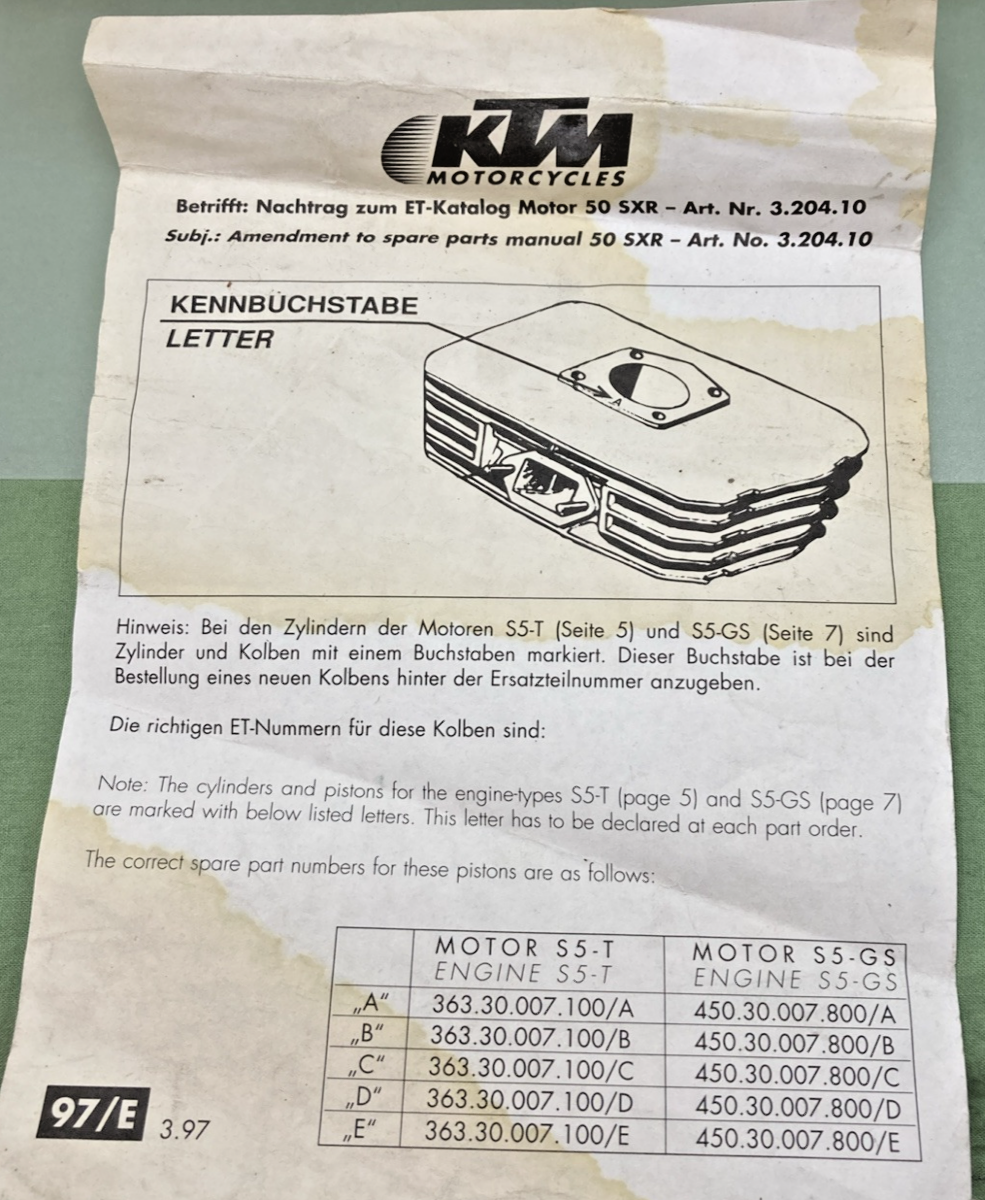 KTM
MOTORCYCLES
Betrifft: Nachtrag zum ET-Katalog Motor 50 SXR – Art. Nr. 3.204.10
Subj.: Amendment to spare parts manual 50 SXR – Art. No. 3.204.10
KENNBUCHSTABE
LETTER
A
Hinweis: Bei den Zylindern der Motoren S5-T (Seite 5) und S5-GS (Seite 7) sind
Zylinder und Kolben mit einem Buchstaben markiert. Dieser Buchstabe ist bei der
Bestellung eines neuen Kolbens hinter der Ersatzteilnummer anzugeben.
Die richtigen ET-Nummern für diese Kolben sind:
Note: The cylinders and pistons for the engine-types S5-T (page 5) and S5-GS (page 7)
are marked with below listed letters. This letter has to be declared at each part order.
The correct spare part numbers for these pistons are as follows:
MOTOR S5-T MOTOR S5-GS
ENGINE S5-T ENGINE S5-GS
„A“ 363.30.007.100/A 450.30.007.800/A
„B“ 363.30.007.100/B 450.30.007.800/B
„C“ 363.30.007.100/C 450.30.007.800/C
„D“ 363.30.007.100/D 450.30.007.800/D
„E“ 363.30.007.100/E 450.30.007.800/E
97/E 3.97